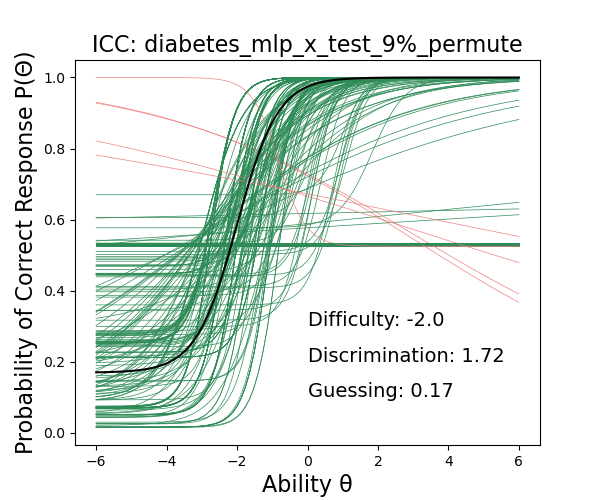 ICC: diabetes_mlp_x_test_9%_permute
Probability of Correct Response P(Θ)
1.0
0.8
0.6
0.4
0.2
0.0
Difficulty: -2.0
Discrimination: 1.72
Guessing: 0.17
−6 −4 −2 0 2 4 6
Ability θ